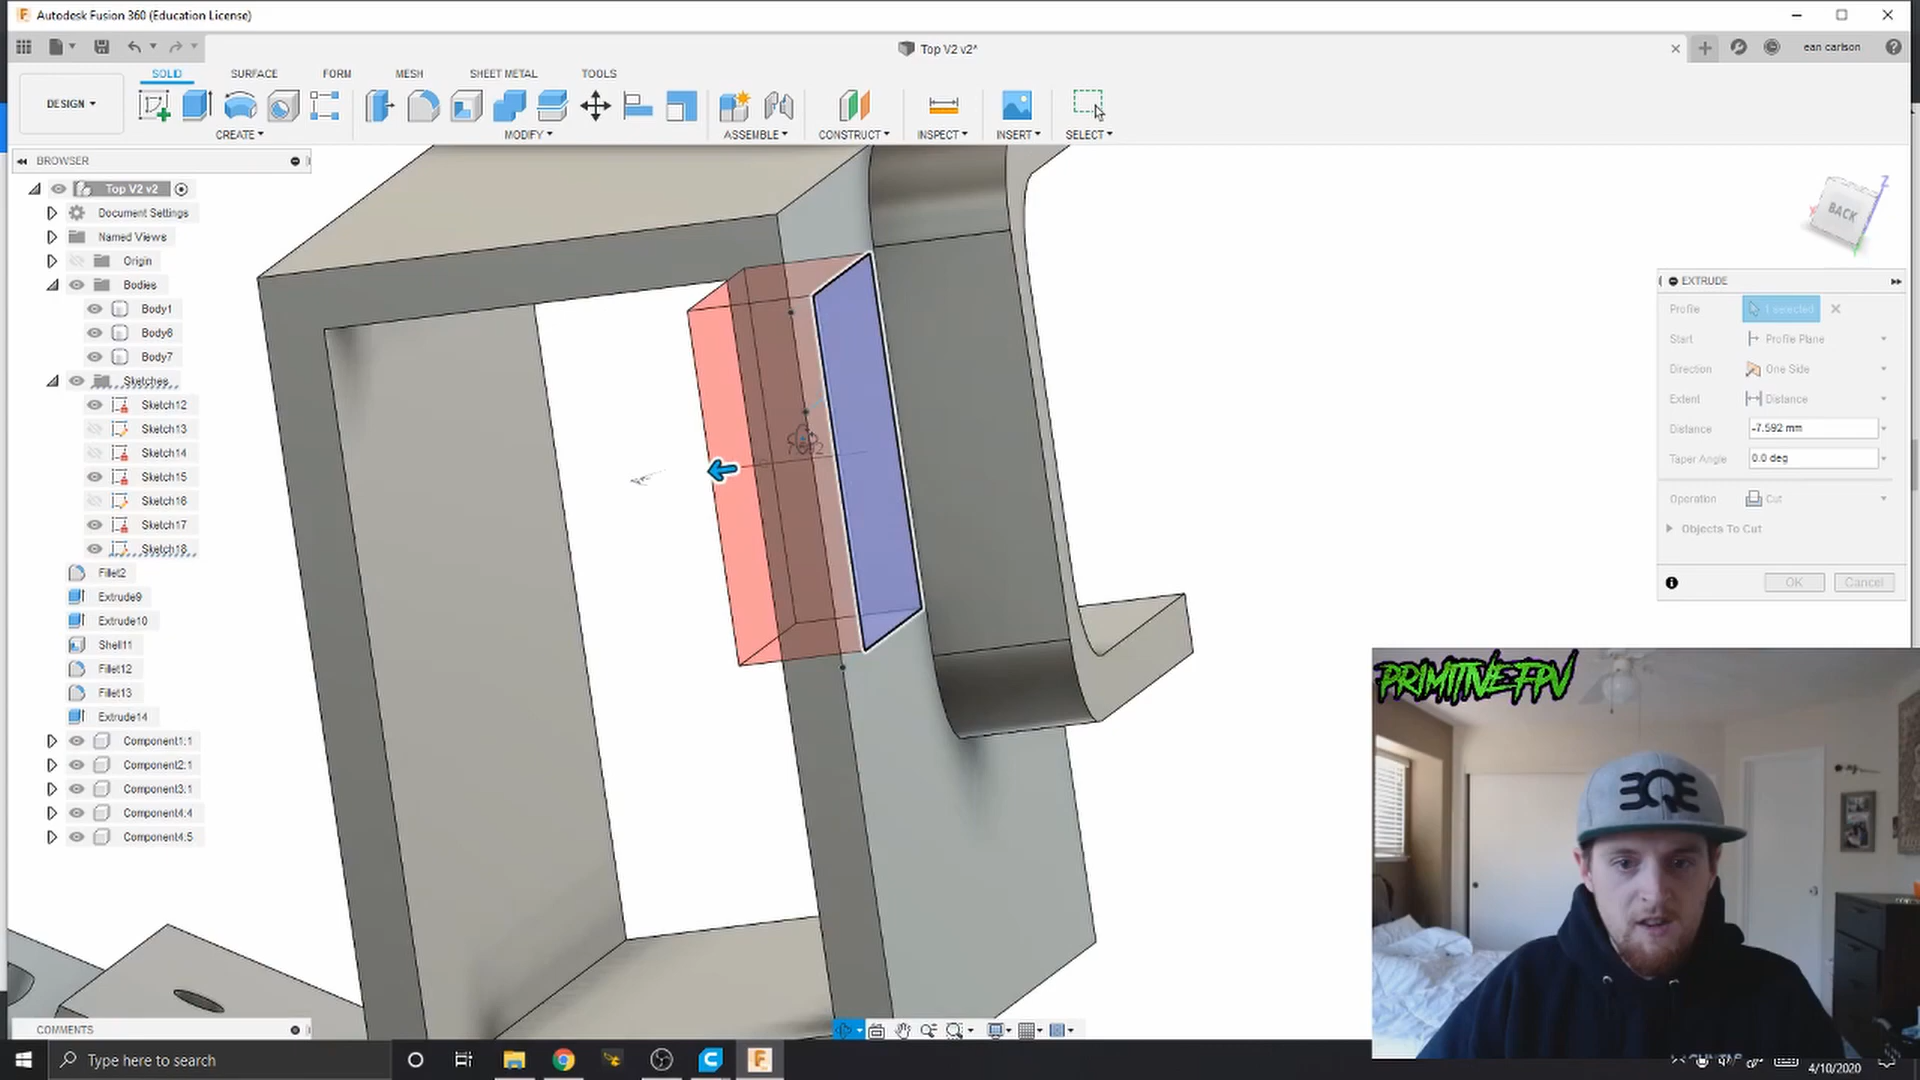 Autodesk Fusion 360 (Education License)
Top V2 v2*
ean carlson
SOLID
SURFACE
FORM
MESH
SHEET METAL
TOOLS
DESIGN
CREATE
MODIFY
ASSEMBLE
CONSTRUCT
INSPECT
INSERT
SELECT
BROWSER
Top V2 v2
Document Settings
Named Views
Origin
Bodies
Body1
Body6
Body7
Sketches
Sketch12
Sketch13
Sketch14
Sketch15
Sketch16
Sketch17
Sketch18
Fillet2
Extrude9
Extrude10
Shell11
Fillet12
Fillet13
Extrude14
Component1:1
Component2:1
Component3:1
Component4:4
Component4:5
COMMENTS
BACK
Z
EXTRUDE
Profile 1 selected
Start Profile Plane
Direction One Side
Extent Distance
Distance -7.592 mm
Taper Angle 0.0 deg
Operation Cut
Objects To Cut
OK Cancel
PRIMITIVE FPV
Type here to search
4/10/2020